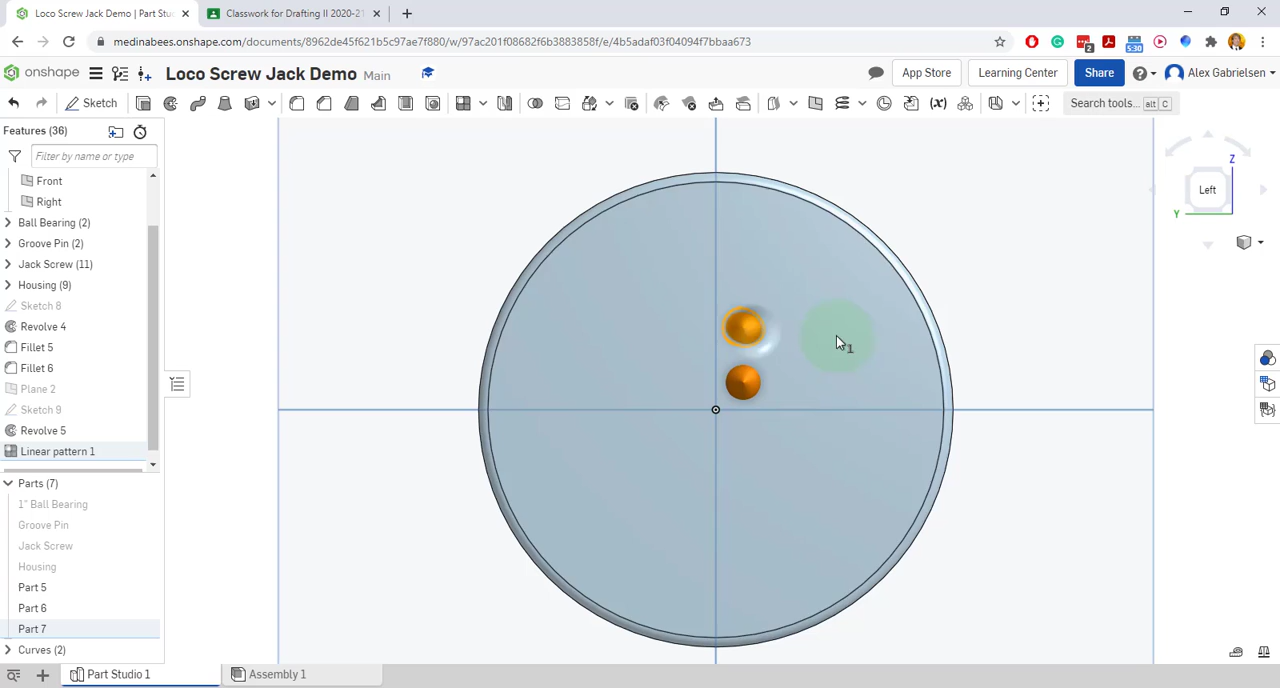 Loco Screw Jack Demo | Part Stu
Classwork for Drafting II 2020-21
medinabees.onshape.com/documents/8962de45f621b5c97ae7f880/w/97ac201f08682f6b3883858f/e/4b5adaf03f04094f7bbaa673
2
5:30
onshape
Loco Screw Jack Demo Main
App Store
Learning Center
Share
Alex Gabrielsen
Sketch
(x)
Search tools... alt C
Features (36)
Filter by name or type
Front
Right
Ball Bearing (2)
Groove Pin (2)
Jack Screw (11)
Housing (9)
Sketch 8
Revolve 4
Fillet 5
Fillet 6
Plane 2
Sketch 9
Revolve 5
Linear pattern 1
Parts (7)
1" Ball Bearing
Groove Pin
Jack Screw
Housing
Part 5
Part 6
Part 7
Curves (2)
Z
Left
Y
1
Part Studio 1
Assembly 1